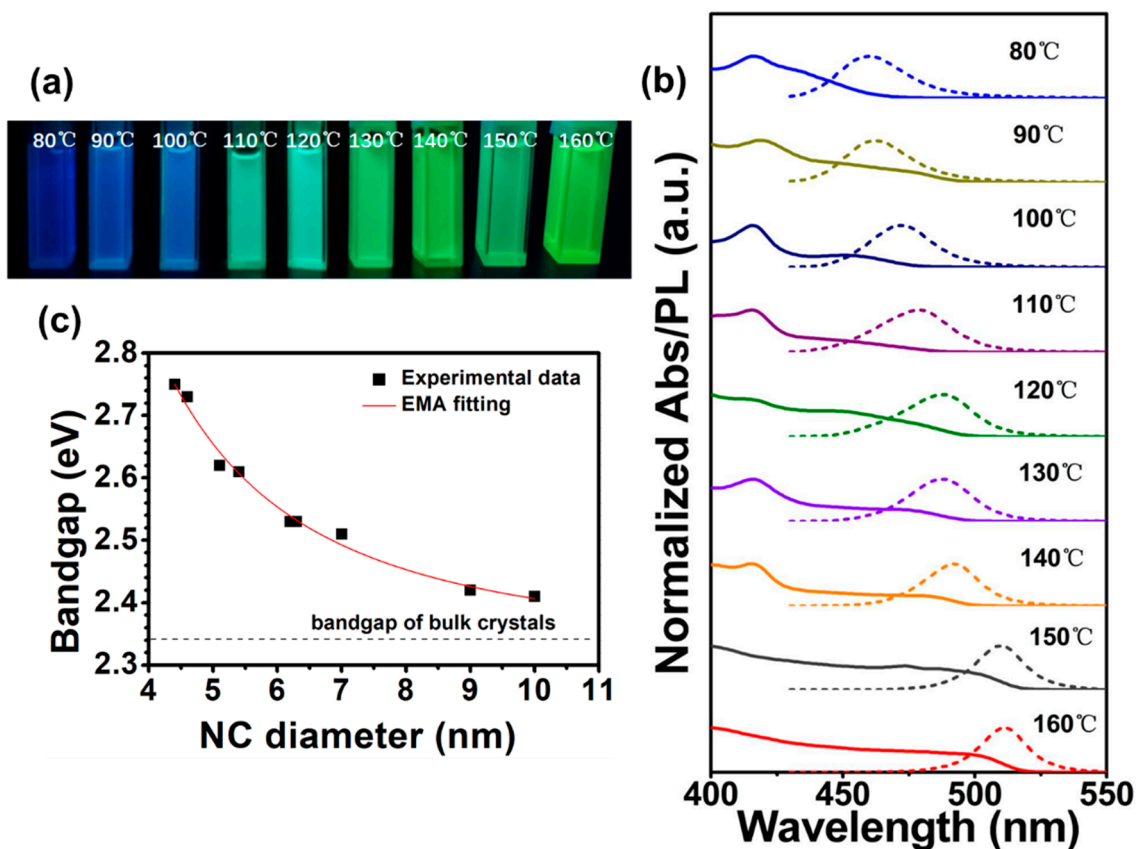 (a)
80℃ 90℃ 100℃ 110℃ 120℃ 130℃ 140℃ 150℃ 160℃
(c)
Bandgap (eV)
2.8
2.7
2.6
2.5
2.4
2.3
Experimental data
EMA fitting
bandgap of bulk crystals
4 5 6 7 8 9 10 11
NC diameter (nm)
(b)
Normalized Abs/PL (a.u.)
80℃
90℃
100℃
110℃
120℃
130℃
140℃
150℃
160℃
400 450 500 550
Wavelength (nm)